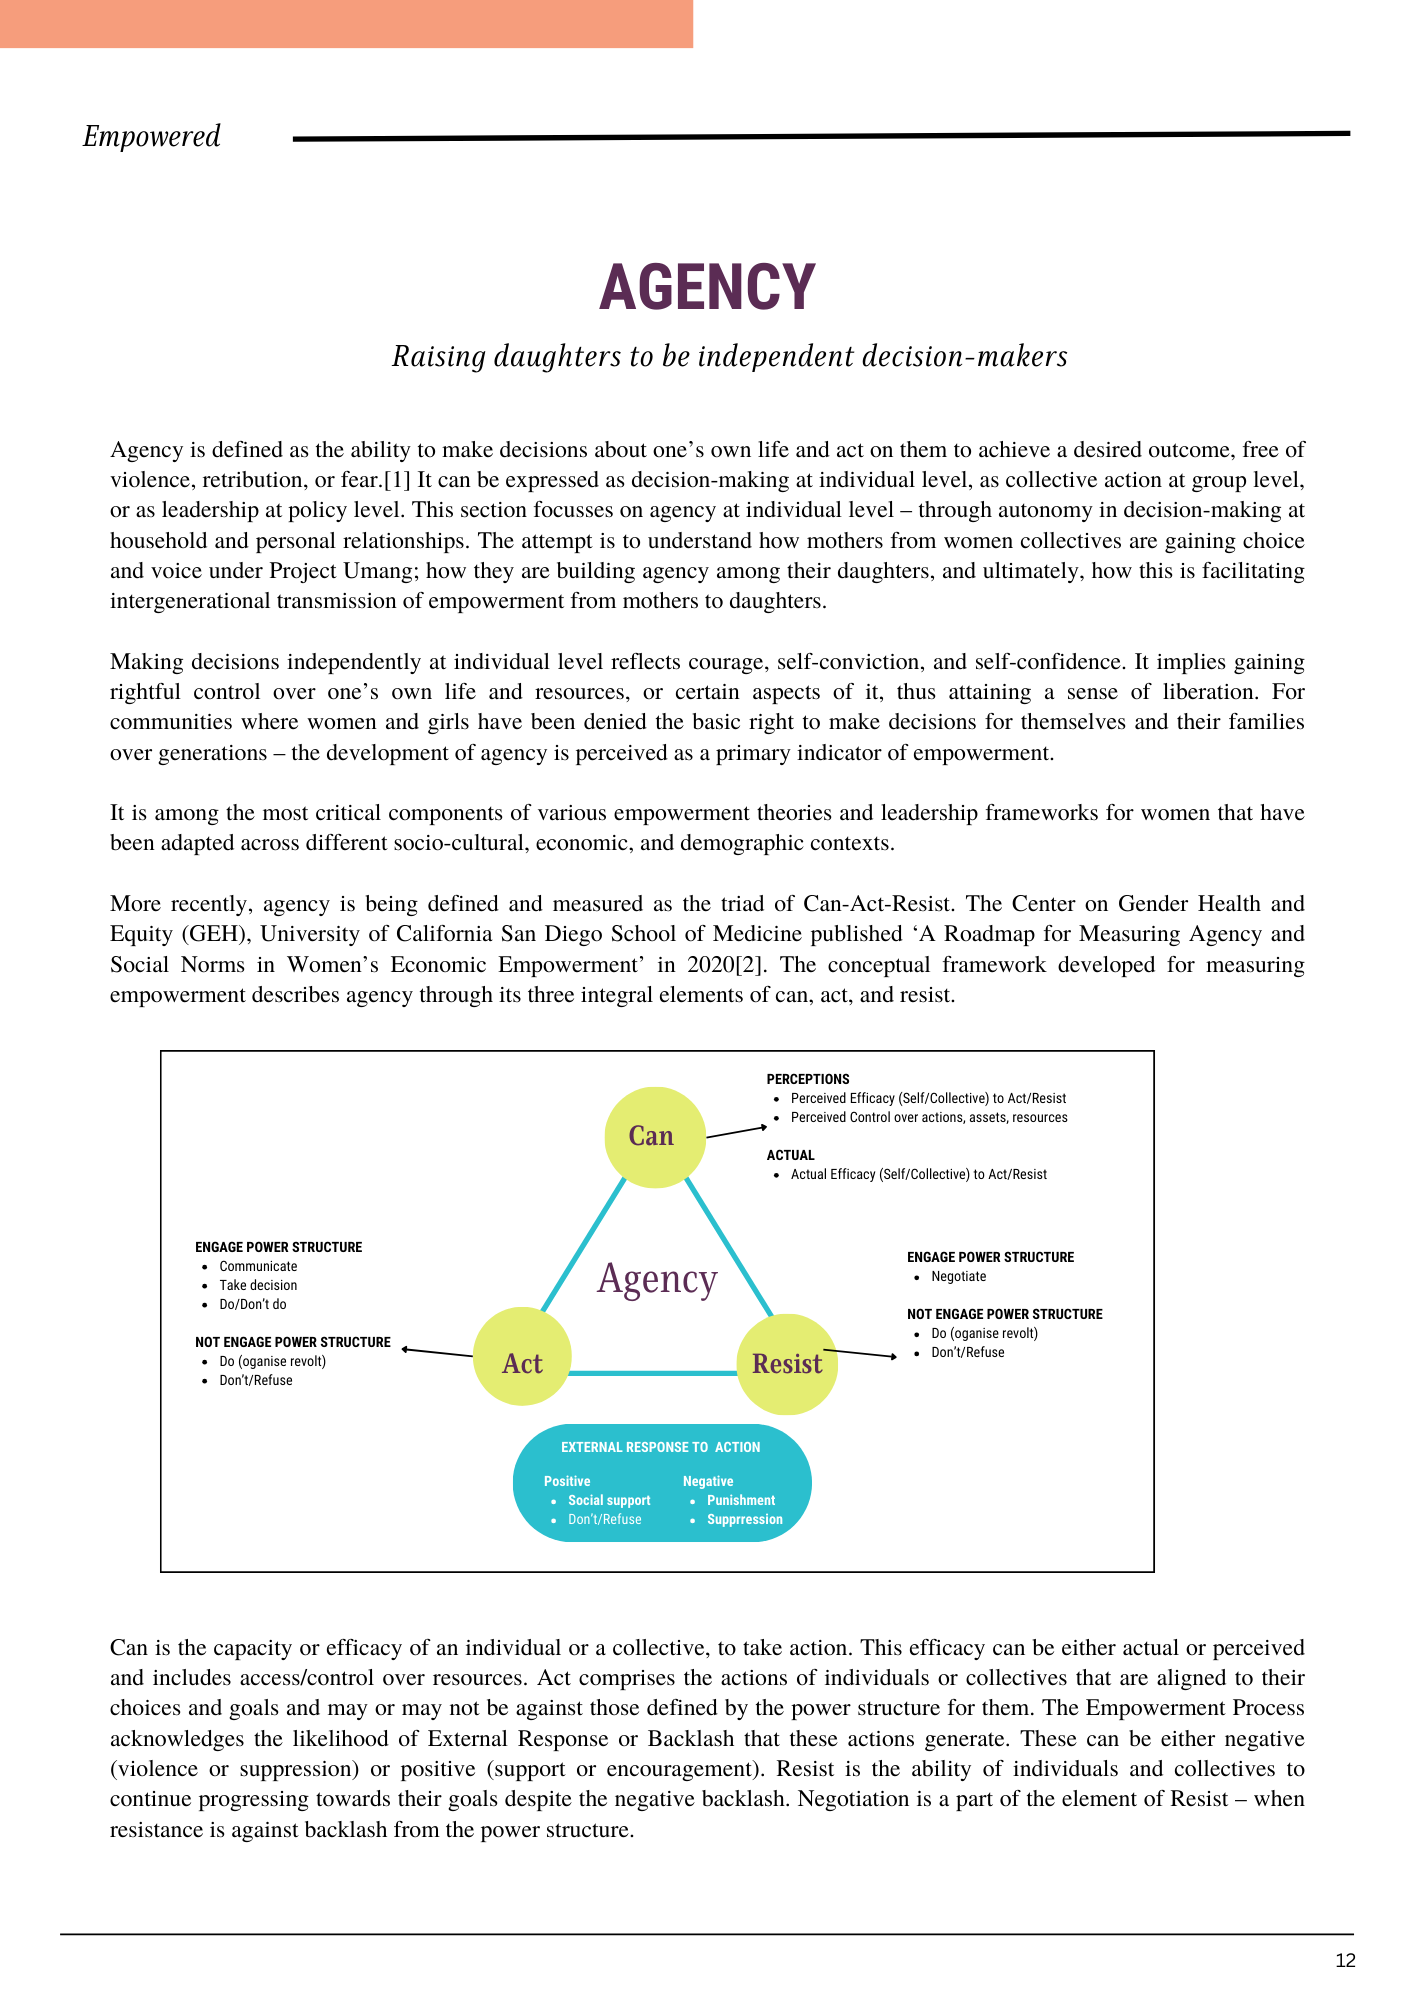 Empowered
AGENCY
Raising daughters to be independent decision-makers
Agency is defined as the ability to make decisions about one’s own life and act on them to achieve a desired outcome, free of
violence, retribution, or fear.[1] It can be expressed as decision-making at individual level, as collective action at group level,
or as leadership at policy level. This section focusses on agency at individual level – through autonomy in decision-making at
household and personal relationships. The attempt is to understand how mothers from women collectives are gaining choice
and voice under Project Umang; how they are building agency among their daughters, and ultimately, how this is facilitating
intergenerational transmission of empowerment from mothers to daughters.
Making decisions independently at individual level reflects courage, self-conviction, and self-confidence. It implies gaining
rightful control over one’s own life and resources, or certain aspects of it, thus attaining a sense of liberation. For
communities where women and girls have been denied the basic right to make decisions for themselves and their families
over generations – the development of agency is perceived as a primary indicator of empowerment.
It is among the most critical components of various empowerment theories and leadership frameworks for women that have
been adapted across different socio-cultural, economic, and demographic contexts.
More recently, agency is being defined and measured as the triad of Can-Act-Resist. The Center on Gender Health and
Equity (GEH), University of California San Diego School of Medicine published ‘A Roadmap for Measuring Agency and
Social Norms in Women’s Economic Empowerment’ in 2020[2]. The conceptual framework developed for measuring
empowerment describes agency through its three integral elements of can, act, and resist.
Can
PERCEPTIONS
• Perceived Efficacy (Self/Collective) to Act/Resist
• Perceived Control over actions, assets, resources
ACTUAL
• Actual Efficacy (Self/Collective) to Act/Resist
Agency
ENGAGE POWER STRUCTURE
• Communicate
• Take decision
• Do/Don’t do
NOT ENGAGE POWER STRUCTURE
• Do (oganise revolt)
• Don’t/Refuse
Act
Resist
ENGAGE POWER STRUCTURE
• Negotiate
NOT ENGAGE POWER STRUCTURE
• Do (oganise revolt)
• Don’t/Refuse
EXTERNAL RESPONSE TO ACTION
Positive
• Social support
• Don’t/Refuse
Negative
• Punishment
• Supprression
Can is the capacity or efficacy of an individual or a collective, to take action. This efficacy can be either actual or perceived
and includes access/control over resources. Act comprises the actions of individuals or collectives that are aligned to their
choices and goals and may or may not be against those defined by the power structure for them. The Empowerment Process
acknowledges the likelihood of External Response or Backlash that these actions generate. These can be either negative
(violence or suppression) or positive (support or encouragement). Resist is the ability of individuals and collectives to
continue progressing towards their goals despite the negative backlash. Negotiation is a part of the element of Resist – when
resistance is against backlash from the power structure.
12